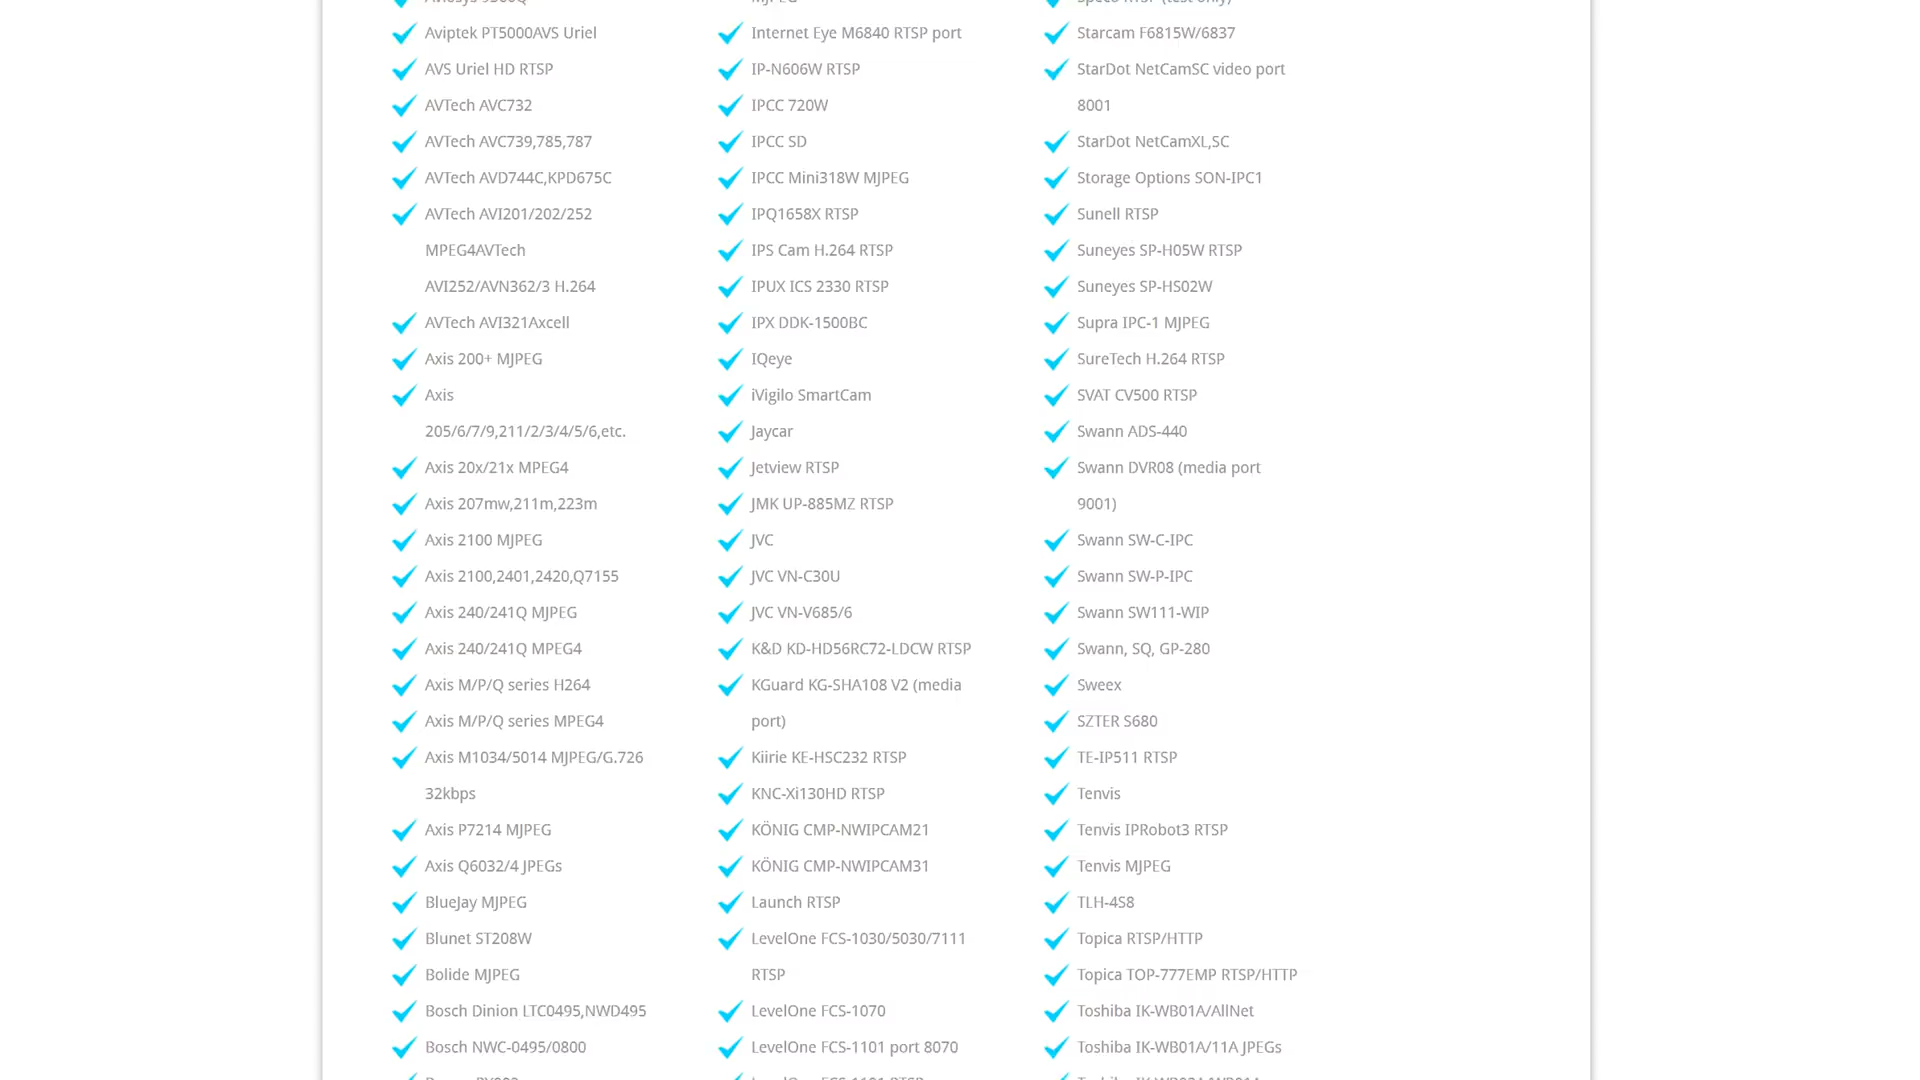 Aviptek PT5000AVS Uriel
AVS Uriel HD RTSP
AVTech AVC732
AVTech AVC739,785,787
AVTech AVD744C,KPD675C
AVTech AVI201/202/252
MPEG4AVTech
AVI252/AVN362/3 H.264
AVTech AVI321Axcell
Axis 200+ MJPEG
Axis
205/6/7/9,211/2/3/4/5/6,etc.
Axis 20x/21x MPEG4
Axis 207mw,211m,223m
Axis 2100 MJPEG
Axis 2100,2401,2420,Q7155
Axis 240/241Q MJPEG
Axis 240/241Q MPEG4
Axis M/P/Q series H264
Axis M/P/Q series MPEG4
Axis M1034/5014 MJPEG/G.726
32kbps
Axis P7214 MJPEG
Axis Q6032/4 JPEGs
BlueJay MJPEG
Blunet ST208W
Bolide MJPEG
Bosch Dinion LTC0495,NWD495
Bosch NWC-0495/0800
Internet Eye M6840 RTSP port
IP-N606W RTSP
IPCC 720W
IPCC SD
IPCC Mini318W MJPEG
IPQ1658X RTSP
IPS Cam H.264 RTSP
IPUX ICS 2330 RTSP
IPX DDK-1500BC
IQeye
iVigilo SmartCam
Jaycar
Jetview RTSP
JMK UP-885MZ RTSP
JVC
JVC VN-C30U
JVC VN-V685/6
K&D KD-HD56RC72-LDCW RTSP
KGuard KG-SHA108 V2 (media
port)
Kiirie KE-HSC232 RTSP
KNC-Xi130HD RTSP
KÖNIG CMP-NWIPCAM21
KÖNIG CMP-NWIPCAM31
Launch RTSP
LevelOne FCS-1030/5030/7111
RTSP
LevelOne FCS-1070
LevelOne FCS-1101 port 8070
Starcam F6815W/6837
StarDot NetCamSC video port
8001
StarDot NetCamXL,SC
Storage Options SON-IPC1
Sunell RTSP
Suneyes SP-H05W RTSP
Suneyes SP-HS02W
Supra IPC-1 MJPEG
SureTech H.264 RTSP
SVAT CV500 RTSP
Swann ADS-440
Swann DVR08 (media port
9001)
Swann SW-C-IPC
Swann SW-P-IPC
Swann SW111-WIP
Swann, SQ, GP-280
Sweex
SZTER S680
TE-IP511 RTSP
Tenvis
Tenvis IPRobot3 RTSP
Tenvis MJPEG
TLH-4S8
Topica RTSP/HTTP
Topica TOP-777EMP RTSP/HTTP
Toshiba IK-WB01A/AllNet
Toshiba IK-WB01A/11A JPEGs